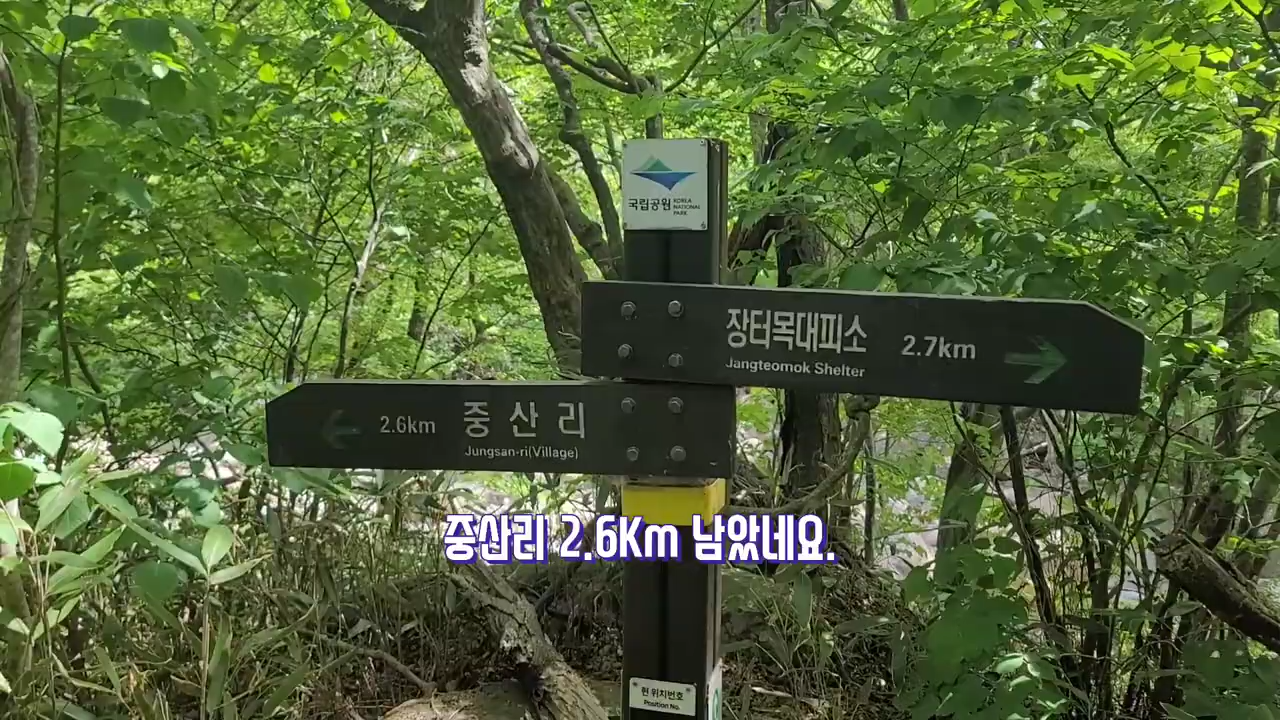 국립공원 KOREA
NATIONAL
PARK
장터목대피소 2.7km
Jangteomok Shelter
2.6km 중산리
Jungsan-ri(Village)
중산리 2.6Km 남았네요.
현 위치번호
Position No.